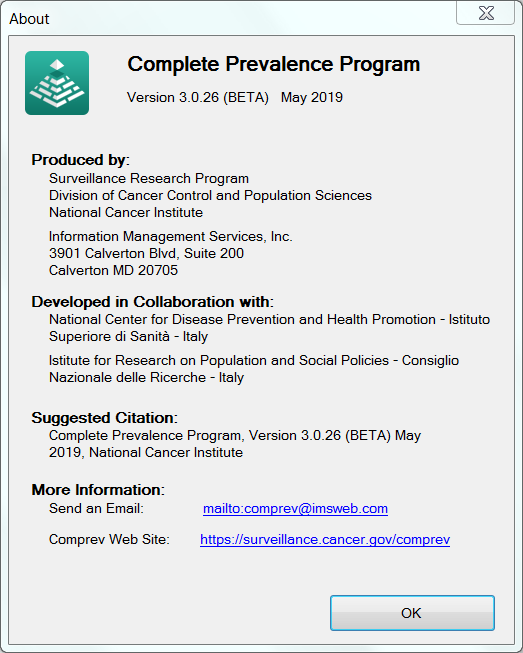 About
Complete Prevalence Program
Version 3.0.26 (BETA) May 2019
Produced by:
Surveillance Research Program
Division of Cancer Control and Population Sciences
National Cancer Institute
Information Management Services, Inc.
3901 Calverton Blvd, Suite 200
Calverton MD 20705
Developed in Collaboration with:
National Center for Disease Prevention and Health Promotion - Istituto
Superiore di Sanità - Italy
Istitute for Research on Population and Social Policies - Consiglio
Nazionale delle Ricerche - Italy
Suggested Citation:
Complete Prevalence Program, Version 3.0.26 (BETA) May
2019, National Cancer Institute
More Information:
Send an Email: mailto:comprev@imsweb.com
Comprev Web Site: https://surveillance.cancer.gov/comprev
OK